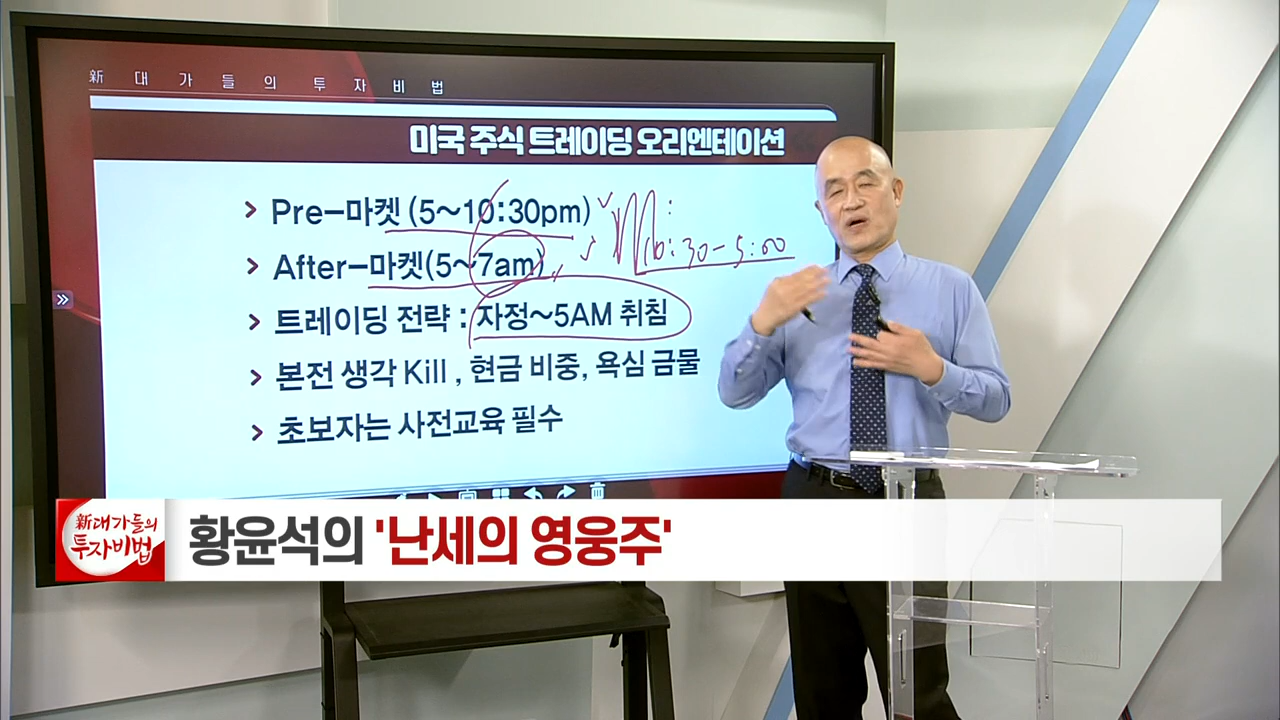 新 대 가 들 의 투 자 비 법
미국 주식 트레이딩 오리엔테이션
> Pre-마켓 (5~10:30pm)
M : 10:30-5:00
> After-마켓(5~7am)
> 트레이딩 전략 : 자정~5AM 취침
> 본전 생각 Kill , 현금 비중, 욕심 금물
> 초보자는 사전교육 필수
新대가들의
투자비법
황윤석의 '난세의 영웅주'